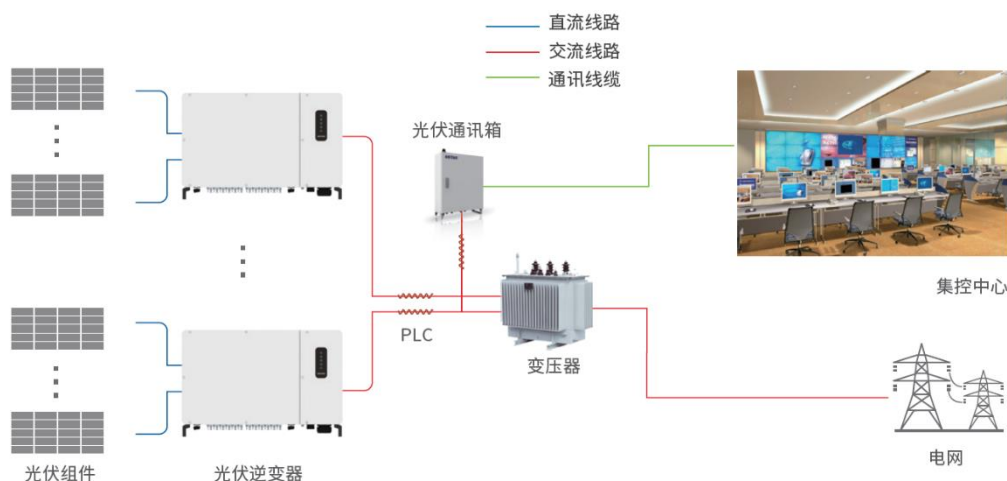 直流线路
交流线路
通讯线缆
光伏通讯箱
集控中心
PLC
变压器
光伏组件
光伏逆变器
电网